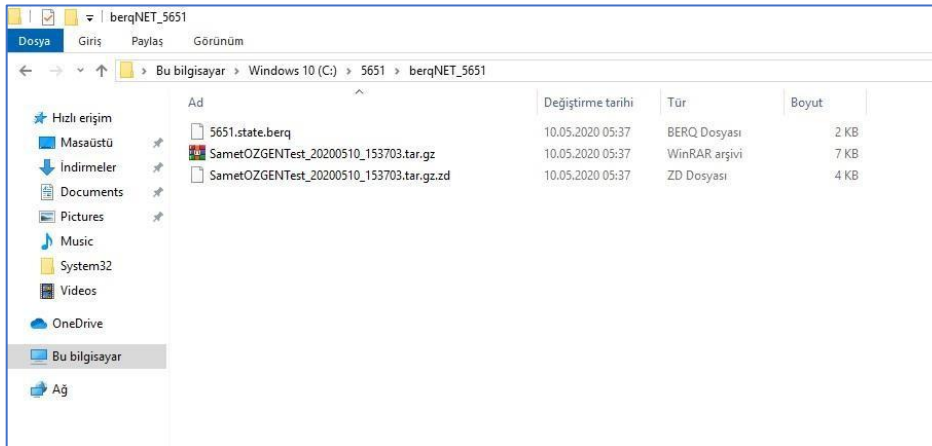 berqNET_5651
Dosya Giriş Paylaş Görünüm
Bu bilgisayar > Windows 10 (C:) > 5651 > berqNET_5651
Ad Değiştirme tarihi Tür Boyut
Hızlı erişim
Masaüstü
İndirmeler
Documents
Pictures
Music
System32
Videos
OneDrive
Bu bilgisayar
Ağ
5651.state.berq 10.05.2020 05:37 BERQ Dosyası 2 KB
SametOZGENTest_20200510_153703.tar.gz 10.05.2020 05:37 WinRAR arşivi 7 KB
SametOZGENTest_20200510_153703.tar.gz.zd 10.05.2020 05:37 ZD Dosyası 4 KB